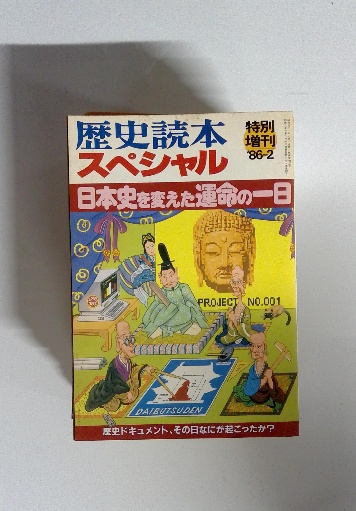 歴史読本
スペシャル
特別
増刊
'86-2
日本史を変えた運命の一日
PROJECT NO.001
DAIBUTSUDEN
歴史ドキュメント、その日なにが起こったか?